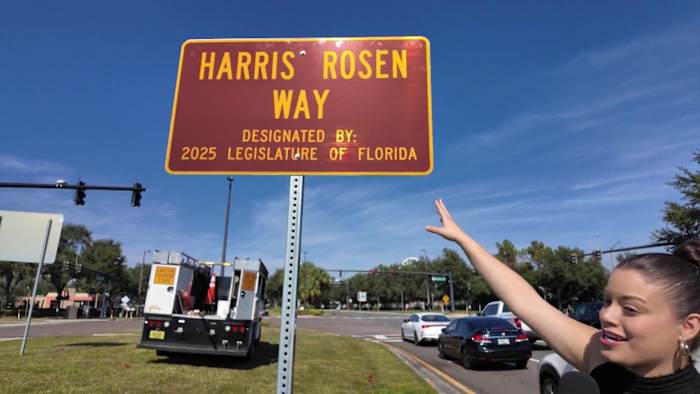 HARRIS ROSEN
WAY
DESIGNATED BY:
2025 LEGISLATURE OF FLORIDA